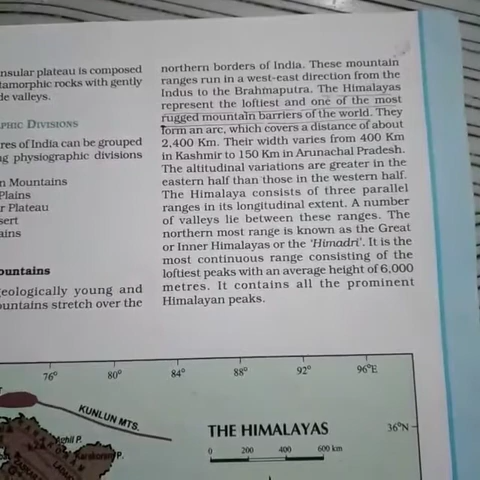 nsular plateau is composed
tamorphic rocks with gently
de valleys.
PHIC DIVISIONS
res of India can be grouped
ng physiographic divisions
n Mountains
Plains
r Plateau
sert
ains
ountains
geologically young and
ountains stretch over the
northern borders of India. These mountain
ranges run in a west-east direction from the
Indus to the Brahmaputra. The Himalayas
represent the loftiest and one of the most
rugged mountain barriers of the world. They
form an arc, which covers a distance of about
2,400 Km. Their width varies from 400 Km
in Kashmir to 150 Km in Arunachal Pradesh.
The altitudinal variations are greater in the
eastern half than those in the western half.
The Himalaya consists of three parallel
ranges in its longitudinal extent. A number
of valleys lie between these ranges. The
northern most range is known as the Great
or Inner Himalayas or the 'Himadri'. It is the
most continuous range consisting of the
loftiest peaks with an average height of 6,000
metres. It contains all the prominent
Himalayan peaks.
76° 80° 84° 88° 92° 96°E
KUNLUN MTS.
THE HIMALAYAS
36°N
0 200 400 600 km
Aghil P.
Karakoram P.